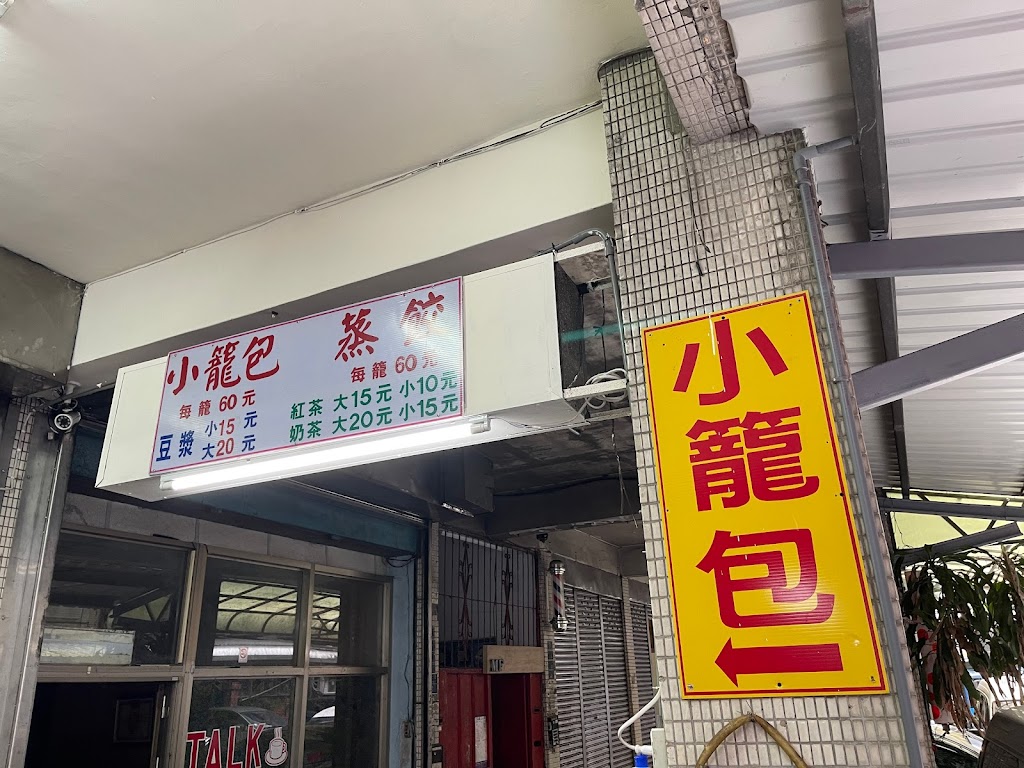 小籠包 蒸餃
每籠 60元 每籠 60元
豆漿 小15元 大20元
紅茶 大15元 小10元
奶茶 大20元 小15元
小籠包
TALK